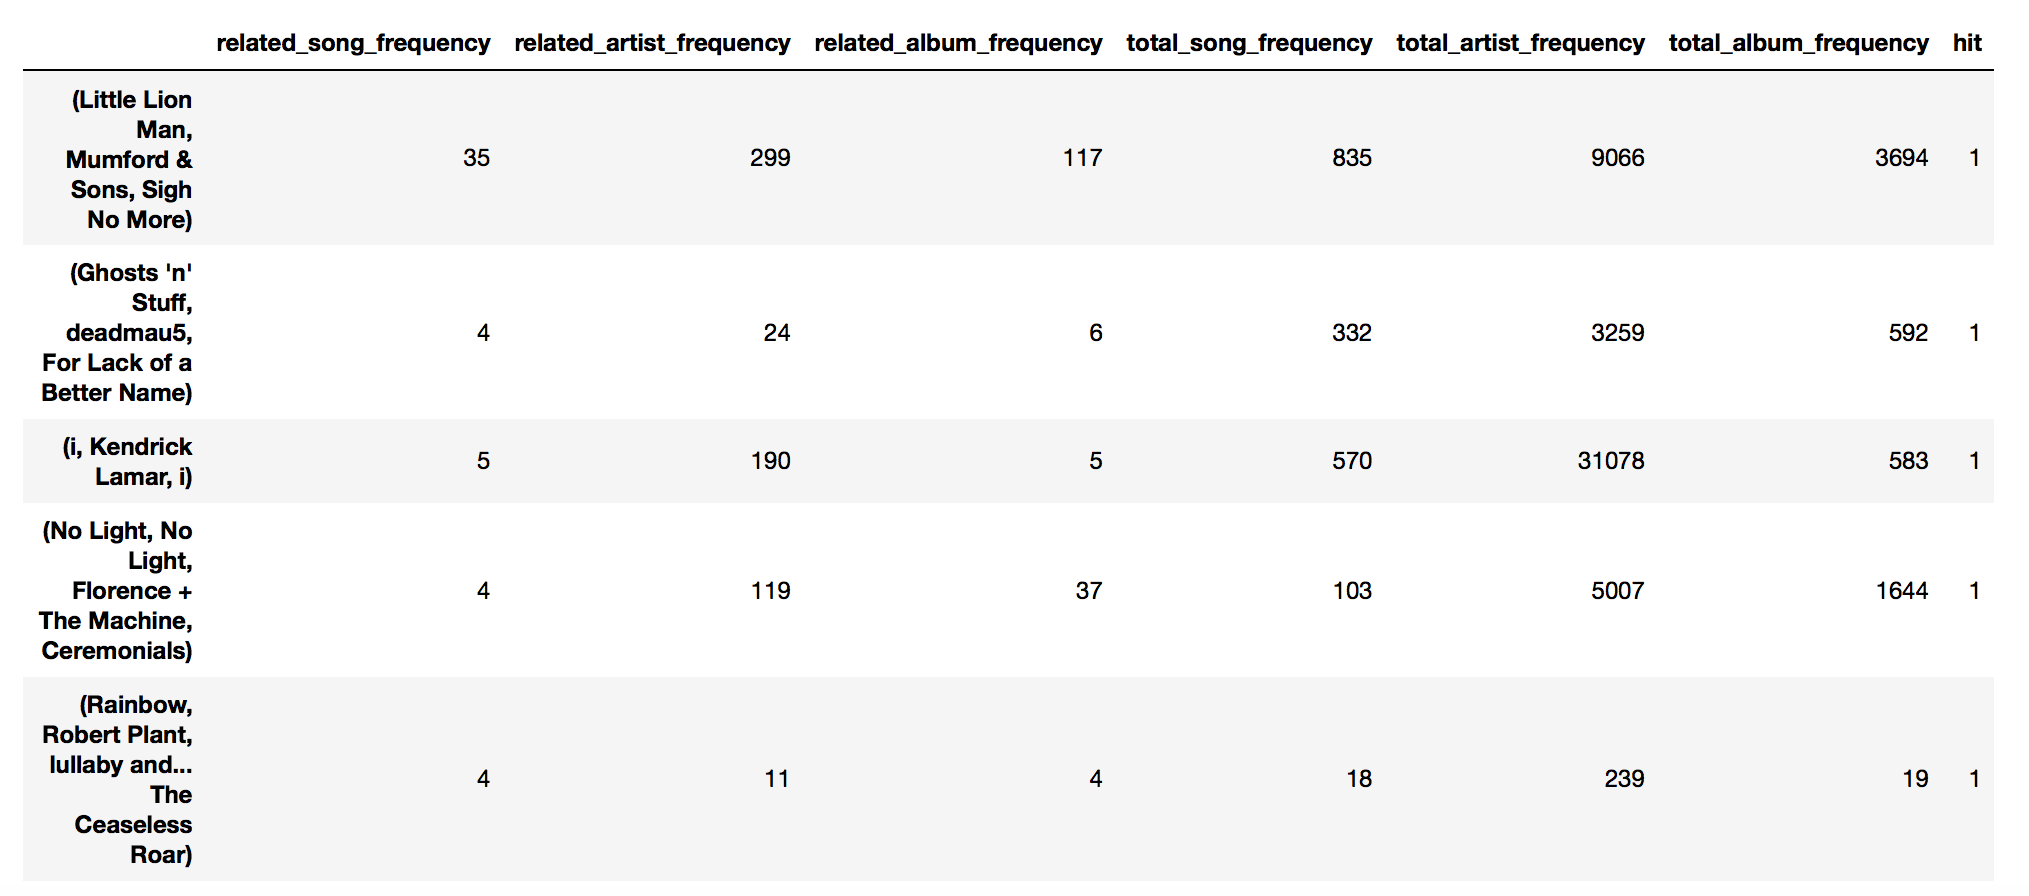 related_song_frequency related_artist_frequency related_album_frequency total_song_frequency total_artist_frequency total_album_frequency hit
(Little Lion
Man,
Mumford & 35 299 117 835 9066 3694 1
Sons, Sigh
No More)
(Ghosts 'n'
Stuff,
deadmau5, 4 24 6 332 3259 592 1
For Lack of a
Better Name)
(i, Kendrick
Lamar, i) 5 190 5 570 31078 583 1
(No Light, No
Light,
Florence + 4 119 37 103 5007 1644 1
The Machine,
Ceremonials)
(Rainbow,
Robert Plant,
lullaby and... 4 11 4 18 239 19 1
The
Ceaseless
Roar)